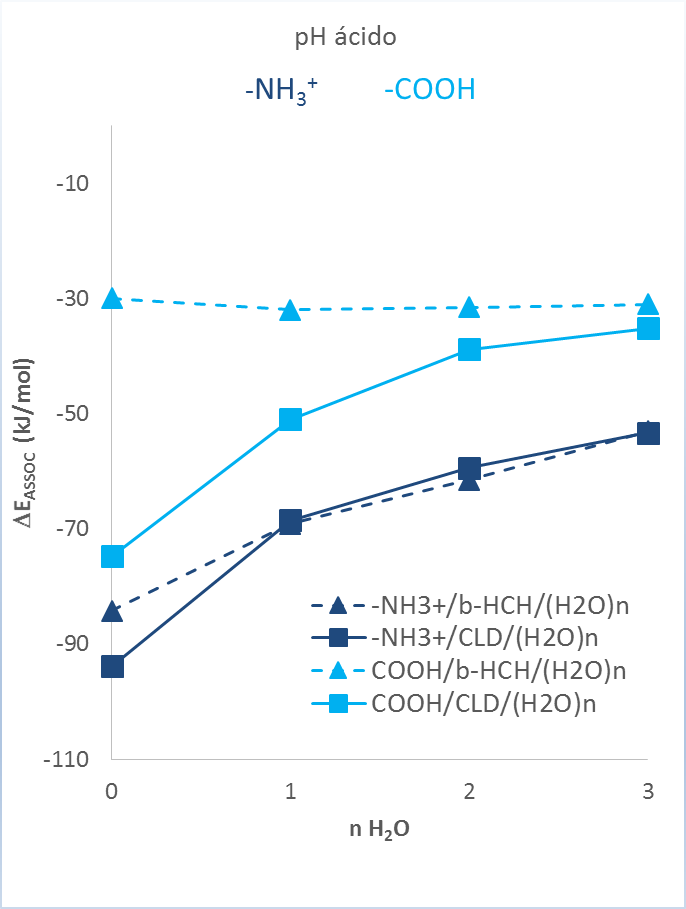 pH ácido
-NH₃⁺ -COOH
-10
-30
-50
-70
-90
-110
ΔE_ASSOC (kJ/mol)
-NH3+/b-HCH/(H2O)n
-NH3+/CLD/(H2O)n
COOH/b-HCH/(H2O)n
COOH/CLD/(H2O)n
0 1 2 3
n H₂O